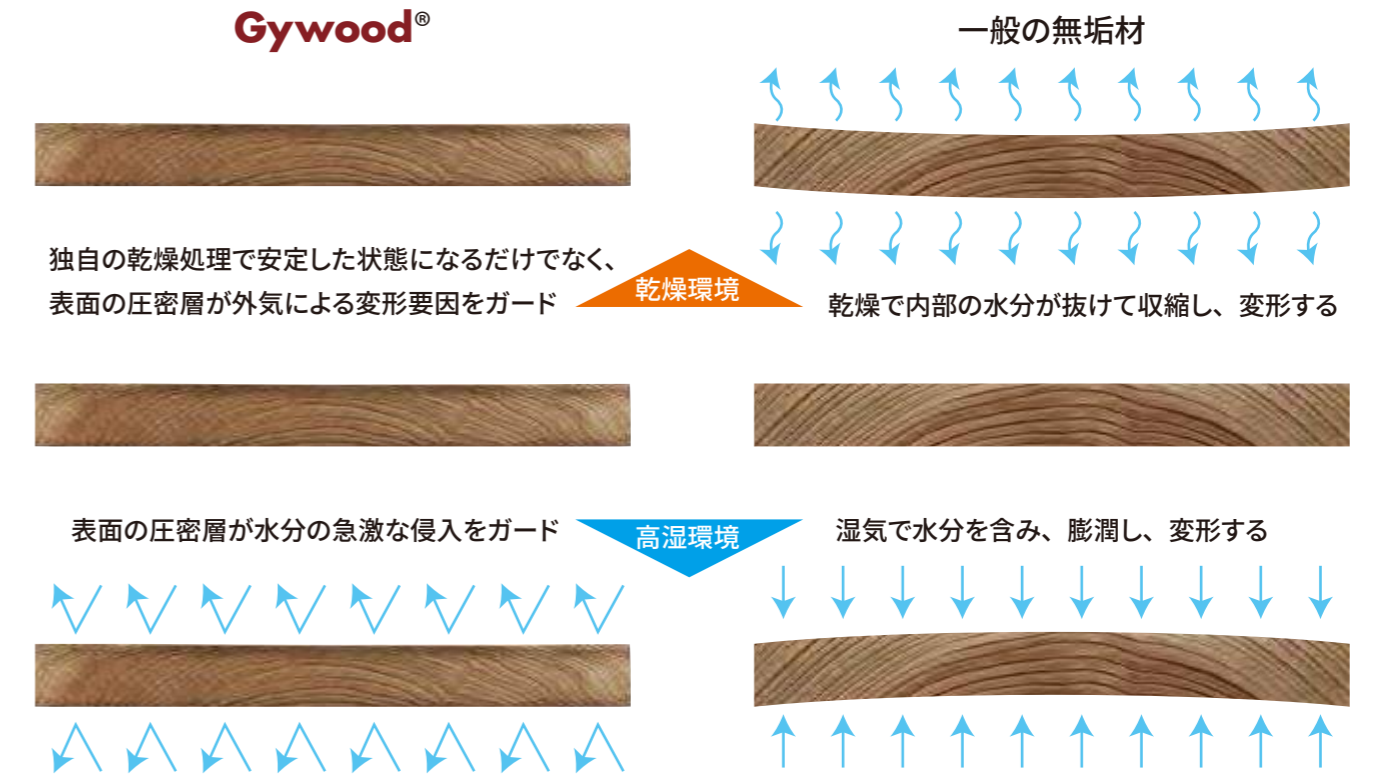 Gywood®
一般の無垢材
独自の乾燥処理で安定した状態になるだけでなく、
表面の圧密層が外気による変形要因をガード
乾燥環境
乾燥で内部の水分が抜けて収縮し、変形する
表面の圧密層が水分の急激な侵入をガード
高湿環境
湿気で水分を含み、膨潤し、変形する